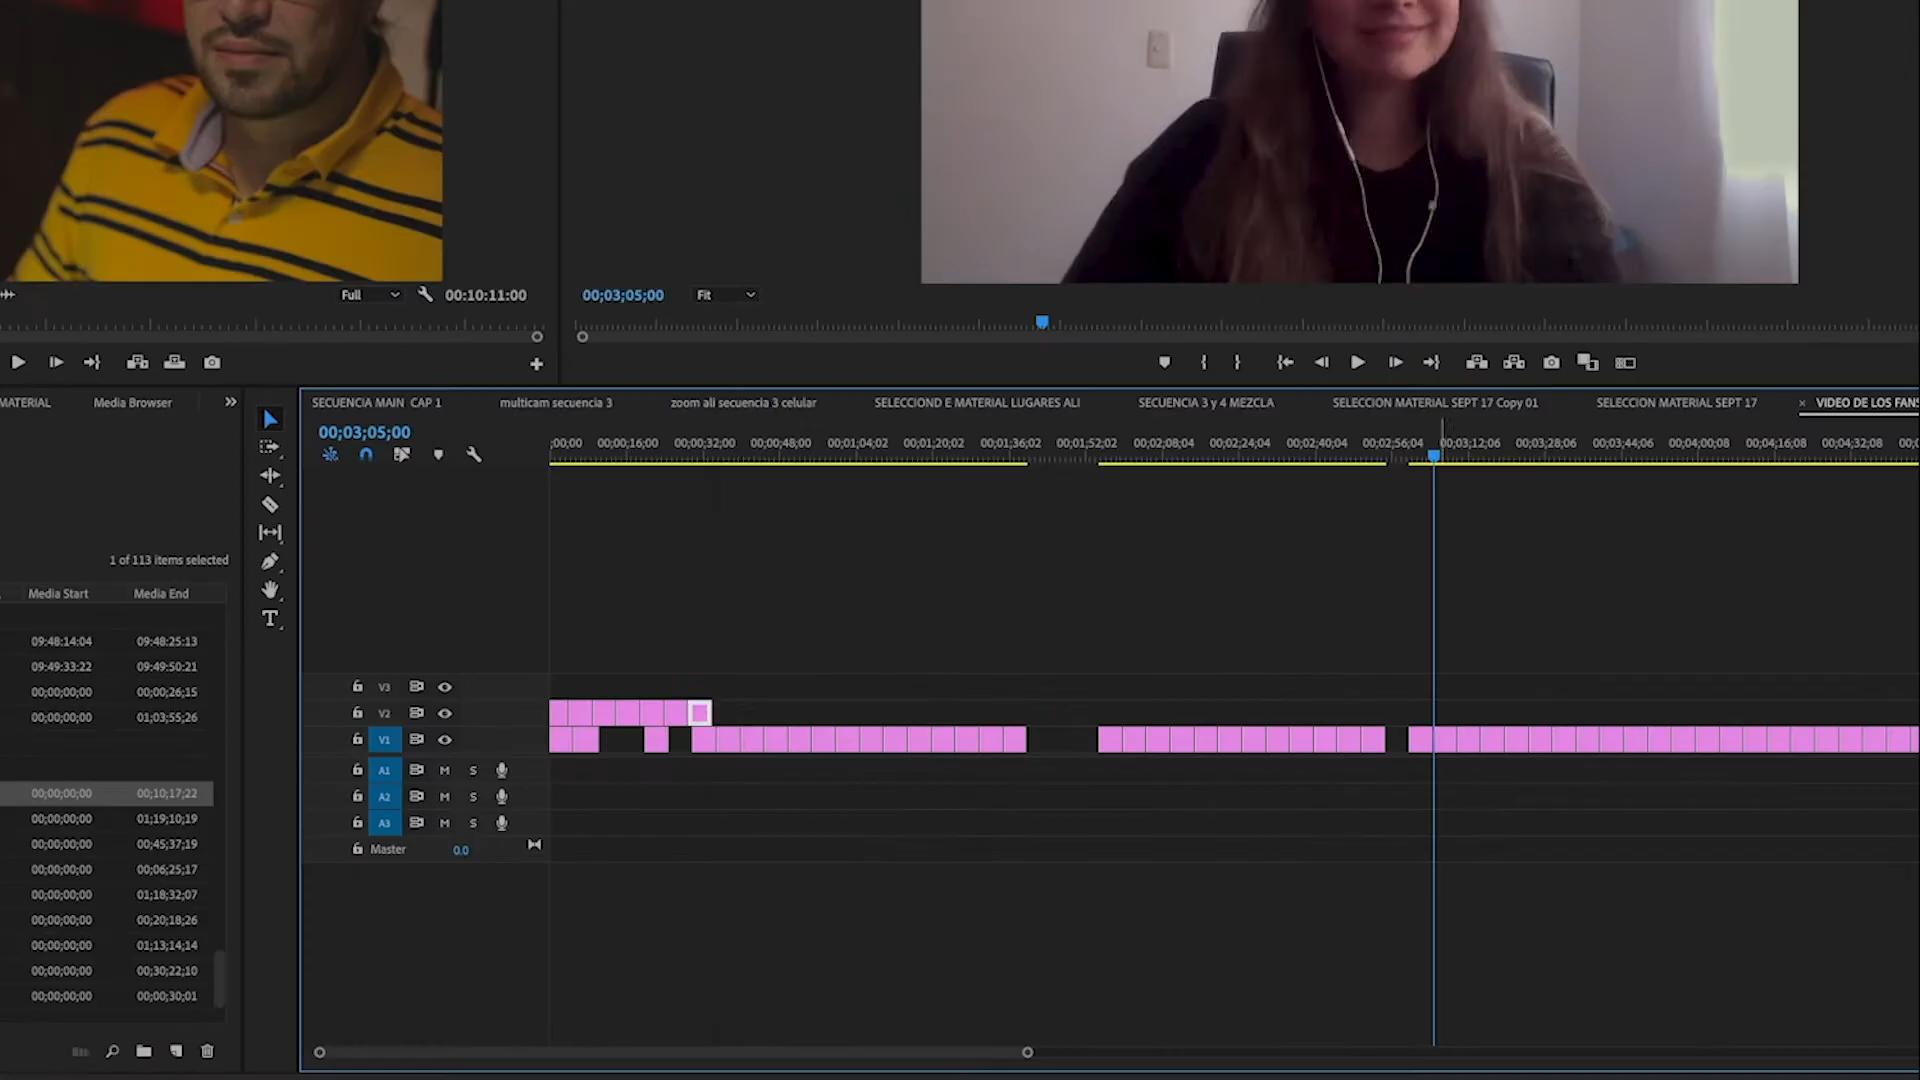 Full
00:10:11:00
00;03;05;00
Fit
MATERIAL
Media Browser
SECUENCIA MAIN CAP 1
multicam secuencia 3
zoom ali secuencia 3 celular
SELECCIOND E MATERIAL LUGARES ALI
SECUENCIA 3 y 4 MEZCLA
SELECCION MATERIAL SEPT 17 Copy 01
SELECCION MATERIAL SEPT 17
× VIDEO DE LOS FANS
00;03;05;00
;00;00
00;00;16;00
00;00;32;00
00;00;48;00
00;01;04;02
00;01;20;02
00;01;36;02
00;01;52;02
00;02;08;04
00;02;24;04
00;02;40;04
00;02;56;04
00;03;12;06
00;03;28;06
00;03;44;06
00;04;00;08
00;04;16;08
00;04;32;08
1 of 113 items selected
Media Start
Media End
09:48:14:04
09:48:25:13
09:49:33:22
09:49:50:21
00;00;00;00
00;00;26;15
00;00;00;00
01;03;55;26
00;00;00;00
00;10;17;22
00;00;00;00
01;19;10;19
00;00;00;00
00;45;37;19
00;00;00;00
00;06;25;17
00;00;00;00
01;18;32;07
00;00;00;00
00;20;18;26
00;00;00;00
01;13;14;14
00;00;00;00
00;30;22;10
00;00;00;00
00;00;30;01
T
V3
V2
V1
A1 M S
A2 M S
A3 M S
Master 0.0